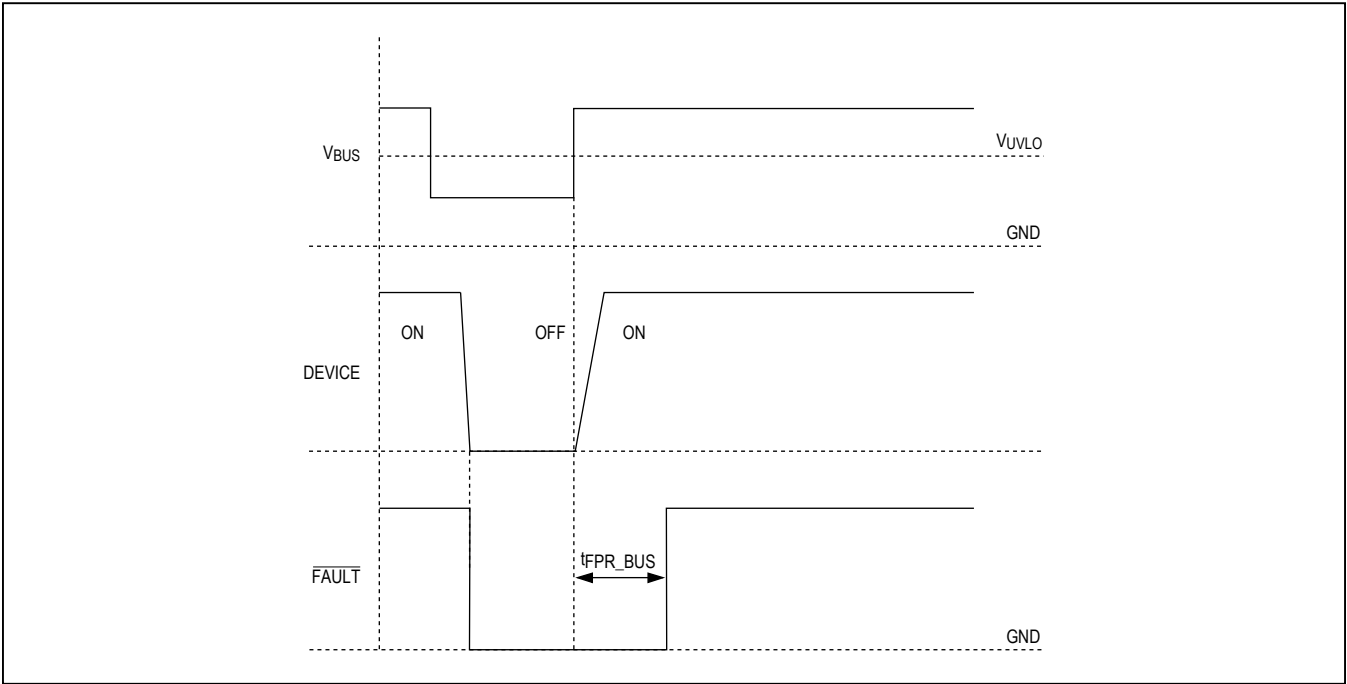 VBUS
VUVLO
GND
ON
OFF
ON
DEVICE
tFPR_BUS
FAULT
GND